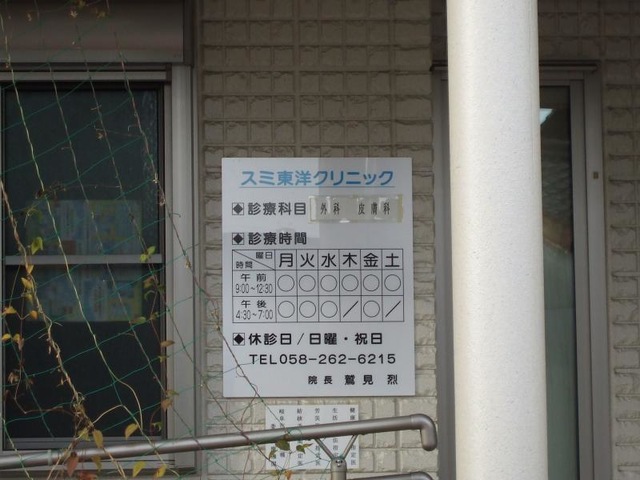 スミ東洋クリニック
◆診療科目 外科 皮膚科
◆診療時間
曜日 時間 月 火 水 木 金 土
午前 9:00~12:30 ○ ○ ○ ○ ○ ○
午後 4:30~7:00 ○ ○ ○ / ○ /
◆休診日/日曜・祝日
TEL058-262-6215
院長 鷲見 烈